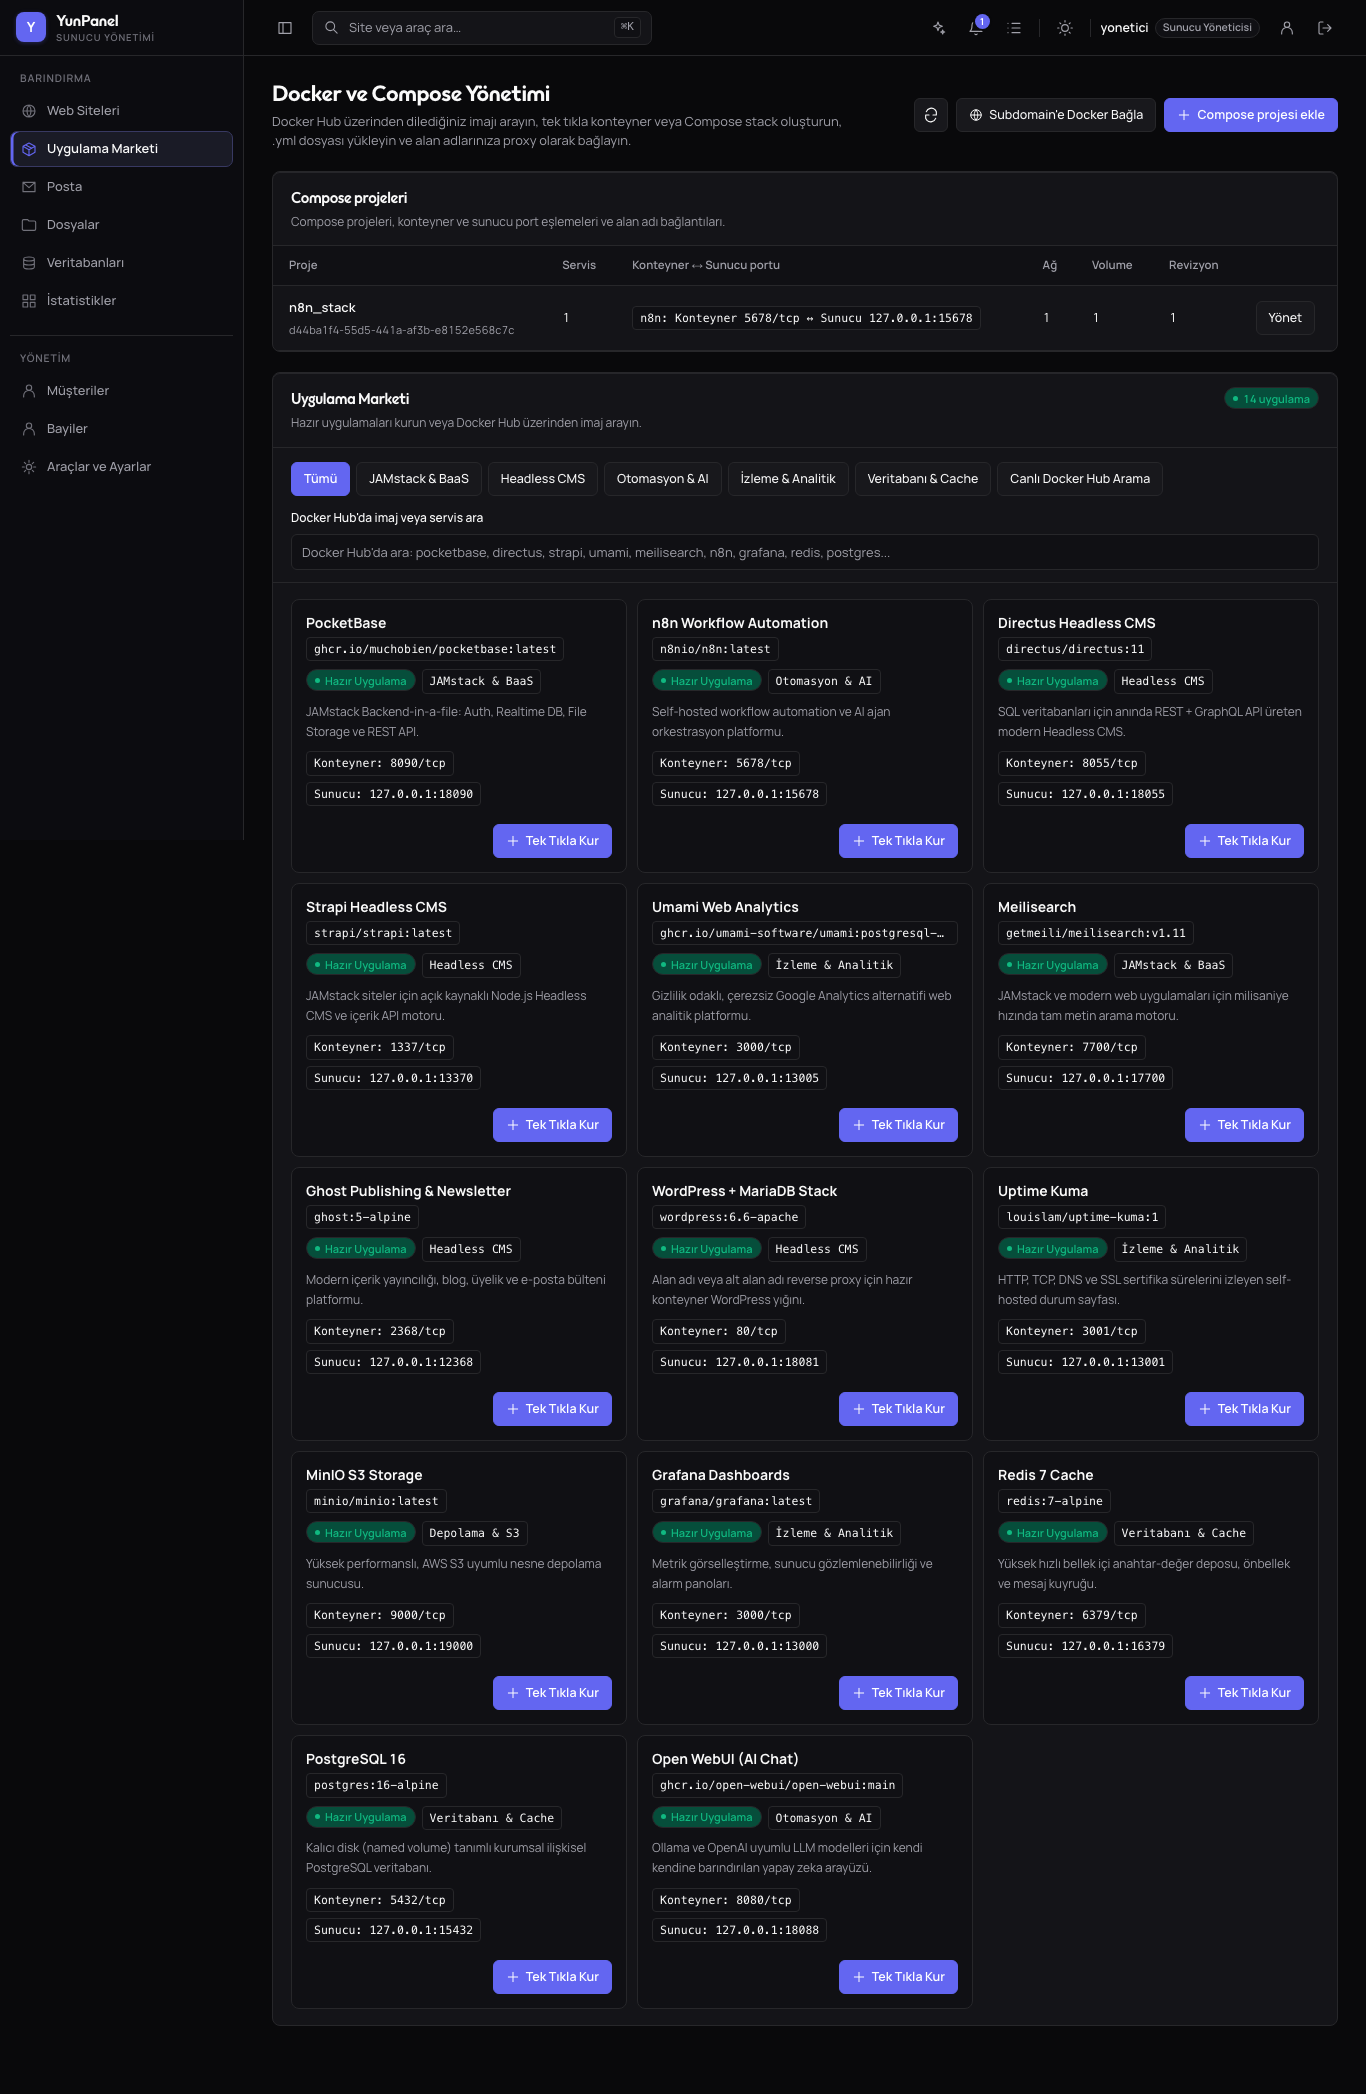 Y
YunPanel
SUNUCU YÖNETİMİ
Site veya araç ara...
⌘K
1
yonetici
Sunucu Yöneticisi
BARINDIRMA
Web Siteleri
Uygulama Marketi
Posta
Dosyalar
Veritabanları
İstatistikler
YÖNETİM
Müşteriler
Bayiler
Araçlar ve Ayarlar
Docker ve Compose Yönetimi
Docker Hub üzerinden dilediğiniz imajı arayın, tek tıkla konteyner veya Compose stack oluşturun,
.yml dosyası yükleyin ve alan adlarınıza proxy olarak bağlayın.
Subdomain'e Docker Bağla
Compose projesi ekle
Compose projeleri
Compose projeleri, konteyner ve sunucu port eşlemeleri ve alan adı bağlantıları.
Proje Servis Konteyner ↔ Sunucu portu Ağ Volume Revizyon
n8n_stack
d44ba1f4-55d5-441a-af3b-e8152e568c7c
1 n8n: Konteyner 5678/tcp ↔ Sunucu 127.0.0.1:15678 1 1 1 Yönet
Uygulama Marketi
Hazır uygulamaları kurun veya Docker Hub üzerinden imaj arayın.
14 uygulama
Tümü JAMstack & BaaS Headless CMS Otomasyon & AI İzleme & Analitik Veritabanı & Cache Canlı Docker Hub Arama
Docker Hub'da imaj veya servis ara
Docker Hub'da ara: pocketbase, directus, strapi, umami, meilisearch, n8n, grafana, redis, postgres...
PocketBase
ghcr.io/muchobien/pocketbase:latest
Hazır Uygulama JAMstack & BaaS
JAMstack Backend-in-a-file: Auth, Realtime DB, File
Storage ve REST API.
Konteyner: 8090/tcp
Sunucu: 127.0.0.1:18090
Tek Tıkla Kur
n8n Workflow Automation
n8nio/n8n:latest
Hazır Uygulama Otomasyon & AI
Self-hosted workflow automation ve AI ajan
orkestrasyon platformu.
Konteyner: 5678/tcp
Sunucu: 127.0.0.1:15678
Tek Tıkla Kur
Directus Headless CMS
directus/directus:11
Hazır Uygulama Headless CMS
SQL veritabanları için anında REST + GraphQL API üreten
modern Headless CMS.
Konteyner: 8055/tcp
Sunucu: 127.0.0.1:18055
Tek Tıkla Kur
Strapi Headless CMS
strapi/strapi:latest
Hazır Uygulama Headless CMS
JAMstack siteler için açık kaynaklı Node.js Headless
CMS ve içerik API motoru.
Konteyner: 1337/tcp
Sunucu: 127.0.0.1:13370
Tek Tıkla Kur
Umami Web Analytics
ghcr.io/umami-software/umami:postgresql-…
Hazır Uygulama İzleme & Analitik
Gizlilik odaklı, çerezsiz Google Analytics alternatifi web
analitik platformu.
Konteyner: 3000/tcp
Sunucu: 127.0.0.1:13005
Tek Tıkla Kur
Meilisearch
getmeili/meilisearch:v1.11
Hazır Uygulama JAMstack & BaaS
JAMstack ve modern web uygulamaları için milisaniye
hızında tam metin arama motoru.
Konteyner: 7700/tcp
Sunucu: 127.0.0.1:17700
Tek Tıkla Kur
Ghost Publishing & Newsletter
ghost:5-alpine
Hazır Uygulama Headless CMS
Modern içerik yayıncılığı, blog, üyelik ve e-posta bülteni
platformu.
Konteyner: 2368/tcp
Sunucu: 127.0.0.1:12368
Tek Tıkla Kur
WordPress + MariaDB Stack
wordpress:6.6-apache
Hazır Uygulama Headless CMS
Alan adı veya alt alan adı reverse proxy için hazır
konteyner WordPress yığını.
Konteyner: 80/tcp
Sunucu: 127.0.0.1:18081
Tek Tıkla Kur
Uptime Kuma
louislam/uptime-kuma:1
Hazır Uygulama İzleme & Analitik
HTTP, TCP, DNS ve SSL sertifika sürelerini izleyen self-
hosted durum sayfası.
Konteyner: 3001/tcp
Sunucu: 127.0.0.1:13001
Tek Tıkla Kur
MinIO S3 Storage
minio/minio:latest
Hazır Uygulama Depolama & S3
Yüksek performanslı, AWS S3 uyumlu nesne depolama
sunucusu.
Konteyner: 9000/tcp
Sunucu: 127.0.0.1:19000
Tek Tıkla Kur
Grafana Dashboards
grafana/grafana:latest
Hazır Uygulama İzleme & Analitik
Metrik görselleştirme, sunucu gözlemlenebilirliği ve
alarm panoları.
Konteyner: 3000/tcp
Sunucu: 127.0.0.1:13000
Tek Tıkla Kur
Redis 7 Cache
redis:7-alpine
Hazır Uygulama Veritabanı & Cache
Yüksek hızlı bellek içi anahtar-değer deposu, önbellek
ve mesaj kuyruğu.
Konteyner: 6379/tcp
Sunucu: 127.0.0.1:16379
Tek Tıkla Kur
PostgreSQL 16
postgres:16-alpine
Hazır Uygulama Veritabanı & Cache
Kalıcı disk (named volume) tanımlı kurumsal ilişkisel
PostgreSQL veritabanı.
Konteyner: 5432/tcp
Sunucu: 127.0.0.1:15432
Tek Tıkla Kur
Open WebUI (AI Chat)
ghcr.io/open-webui/open-webui:main
Hazır Uygulama Otomasyon & AI
Ollama ve OpenAI uyumlu LLM modelleri için kendi
kendine barındırılan yapay zeka arayüzü.
Konteyner: 8080/tcp
Sunucu: 127.0.0.1:18088
Tek Tıkla Kur